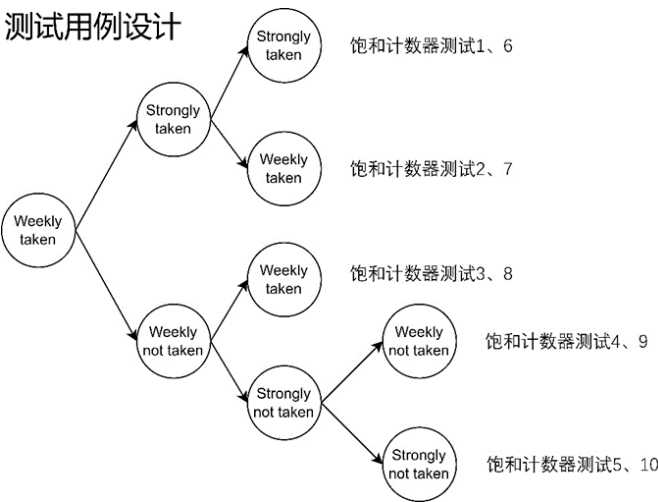 测试用例设计
Strongly
taken
饱和计数器测试1、6
Strongly
taken
Weekly
taken
饱和计数器测试2、7
Weekly
taken
Weekly
taken
饱和计数器测试3、8
Weekly
not taken
Weekly
not taken
饱和计数器测试4、9
Strongly
not taken
Strongly
not taken
饱和计数器测试5、10